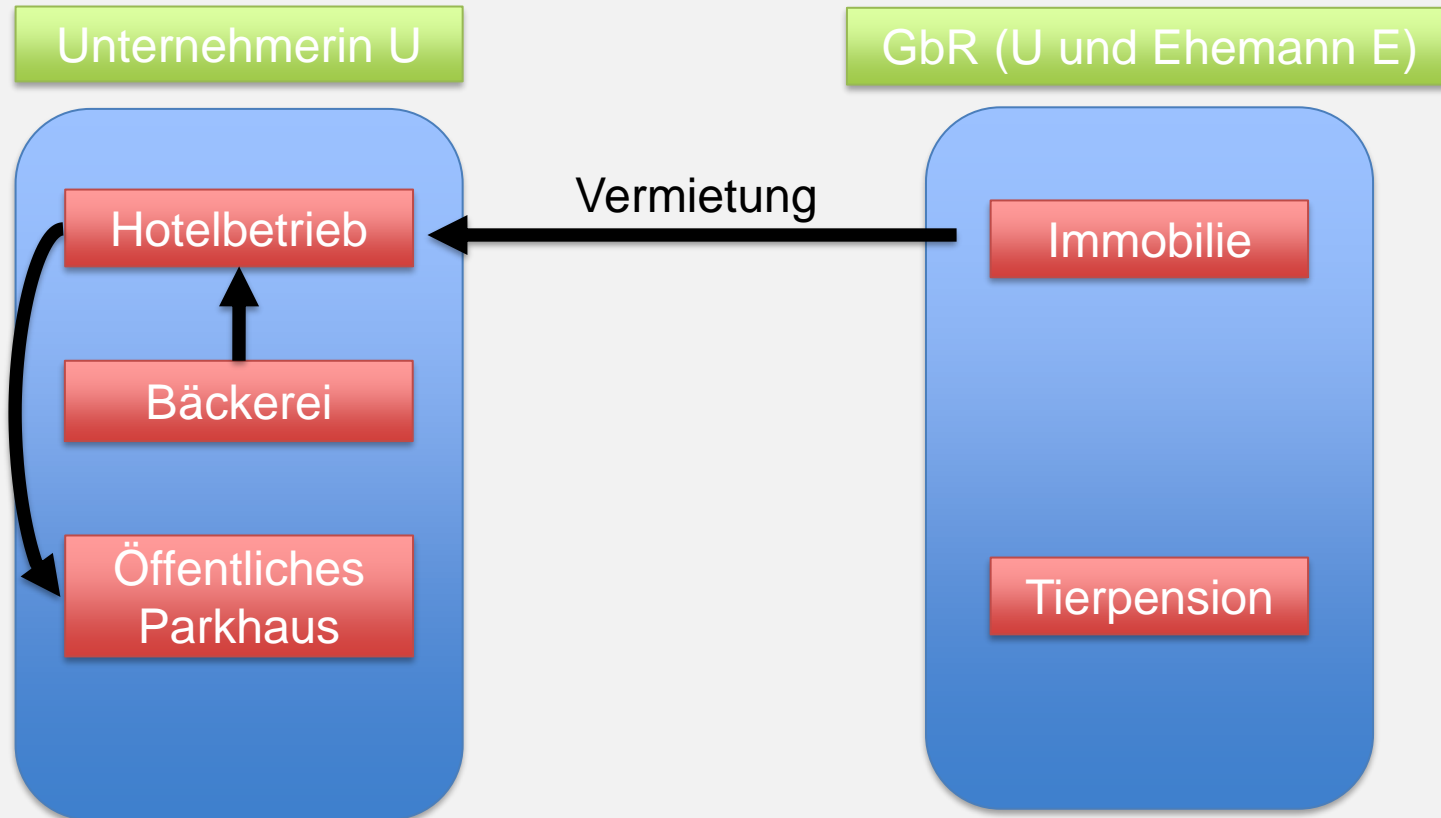 Unternehmerin U
GbR (U und Ehemann E)
Hotelbetrieb
Vermietung
Immobilie
Bäckerei
Öffentliches
Parkhaus
Tierpension